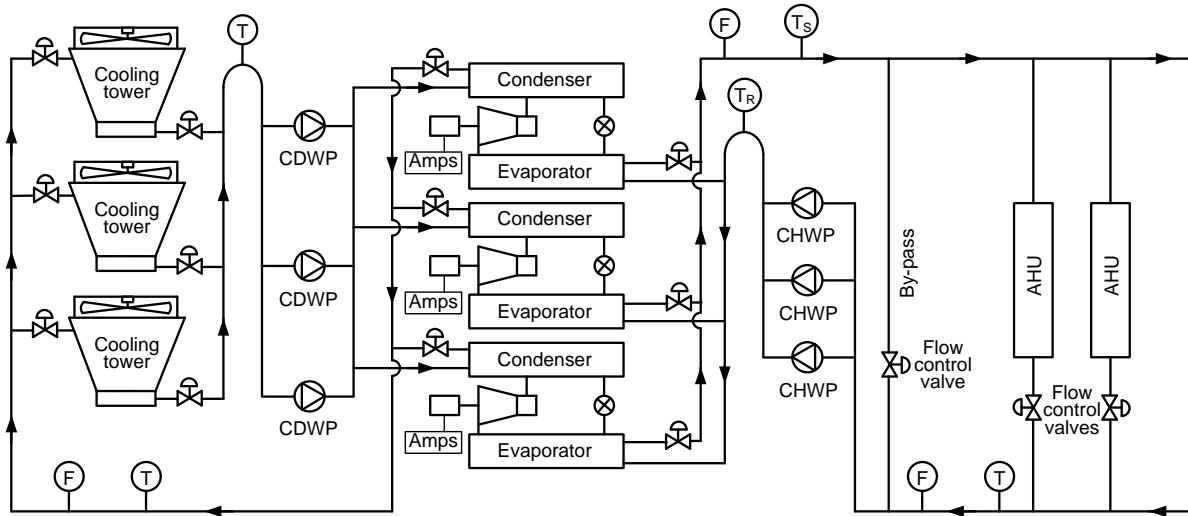 T
F
TS
Cooling
tower
Condenser
TR
CDWP
Amps
Evaporator
Cooling
tower
Condenser
CHWP
By-pass
AHU
AHU
CDWP
Amps
Evaporator
CHWP
Cooling
tower
Condenser
Flow
control
valve
CHWP
Flow
control
valves
CDWP
Amps
Evaporator
F
T
F
T